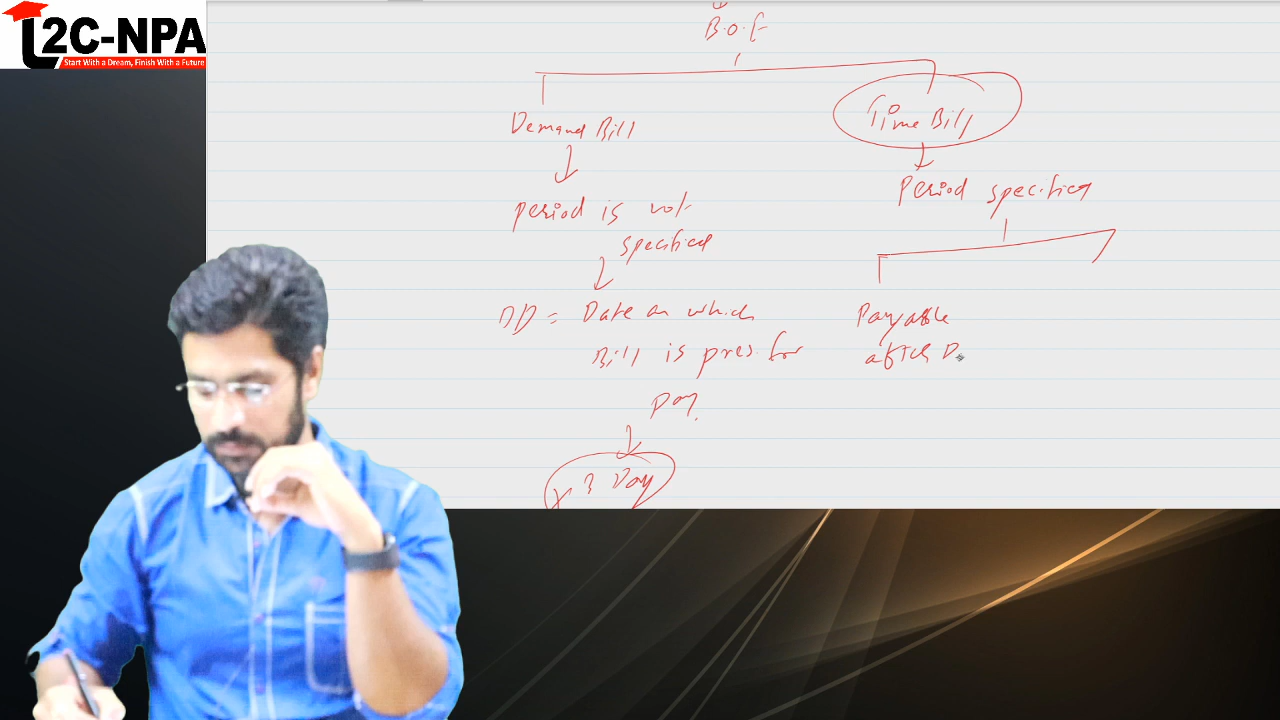 L2C-NPA
Start With a Dream, Finish With a Future
B.O.E
Demand Bill
Time Bill
Period specified
period is not
specified
DD = Date on which
Bill is pres. for
pay.
x 3 Day
Payable
after D